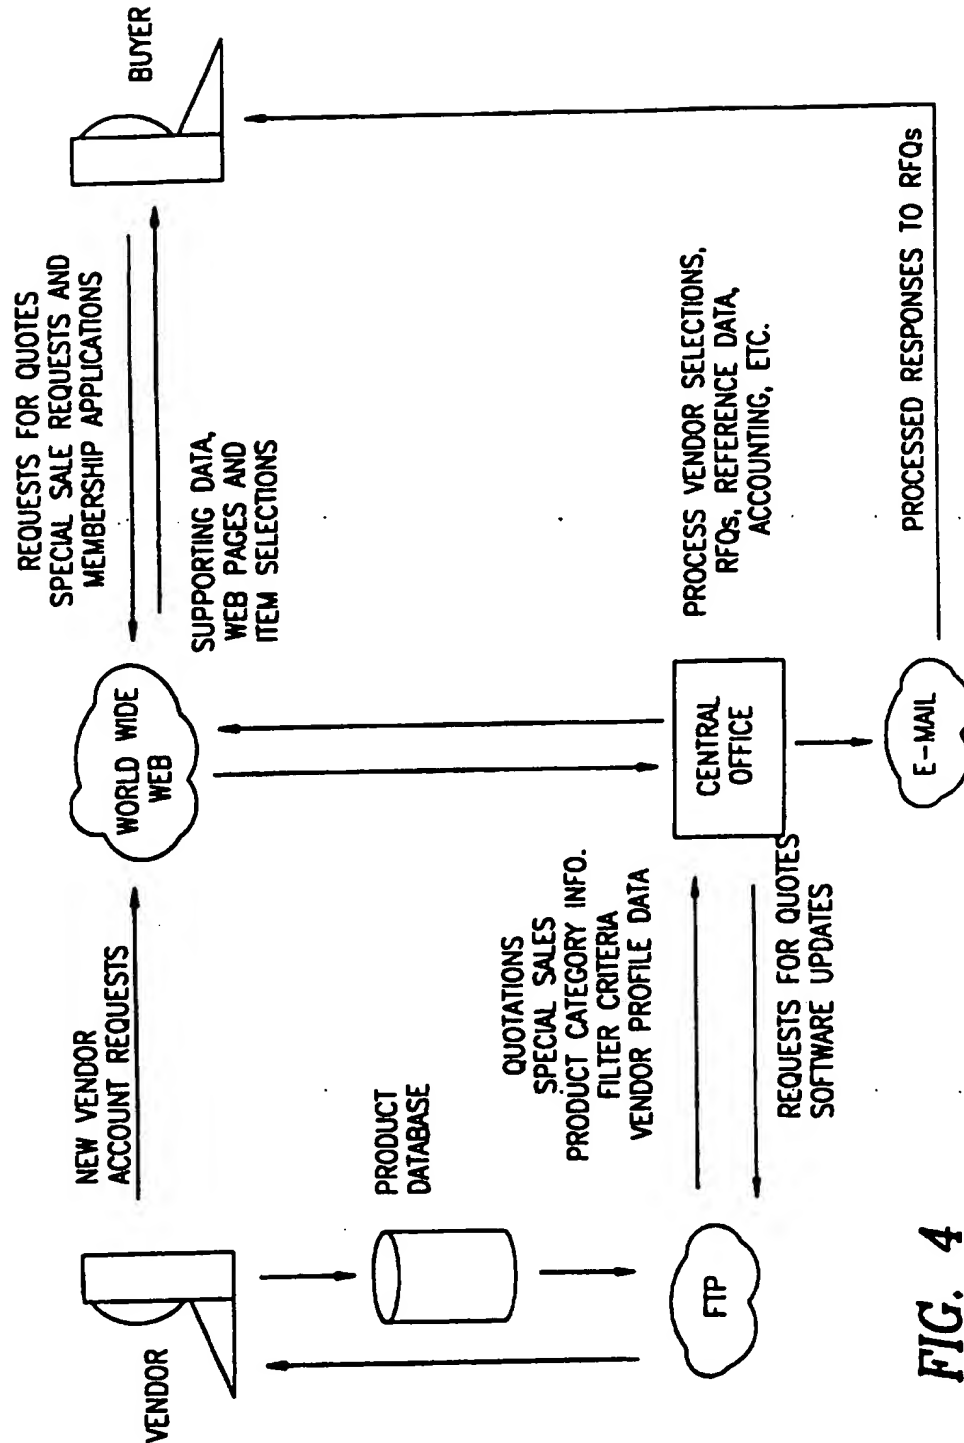 VENDOR
NEW VENDOR
ACCOUNT REQUESTS
WORLD WIDE
WEB
REQUESTS FOR QUOTES
SPECIAL SALE REQUESTS AND
MEMBERSHIP APPLICATIONS
BUYER
SUPPORTING DATA,
WEB PAGES AND
ITEM SELECTIONS
PRODUCT
DATABASE
QUOTATIONS
SPECIAL SALES
PRODUCT CATEGORY INFO.
FILTER CRITERIA
VENDOR PROFILE DATA
FTP
CENTRAL
OFFICE
PROCESS VENDOR SELECTIONS,
RFQs, REFERENCE DATA,
ACCOUNTING, ETC.
REQUESTS FOR QUOTES
SOFTWARE UPDATES
E-MAIL
PROCESSED RESPONSES TO RFQs
FIG. 4